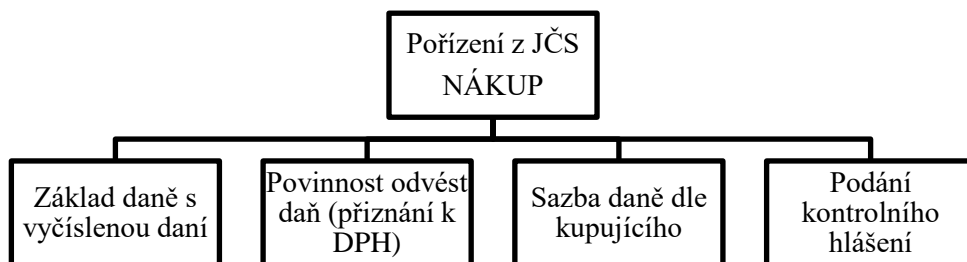 Pořízení z JČS
NÁKUP
Základ daně s
vyčíslenou daní
Povinnost odvést
daň (přiznání k
DPH)
Sazba daně dle
kupujícího
Podání
kontrolního
hlášení